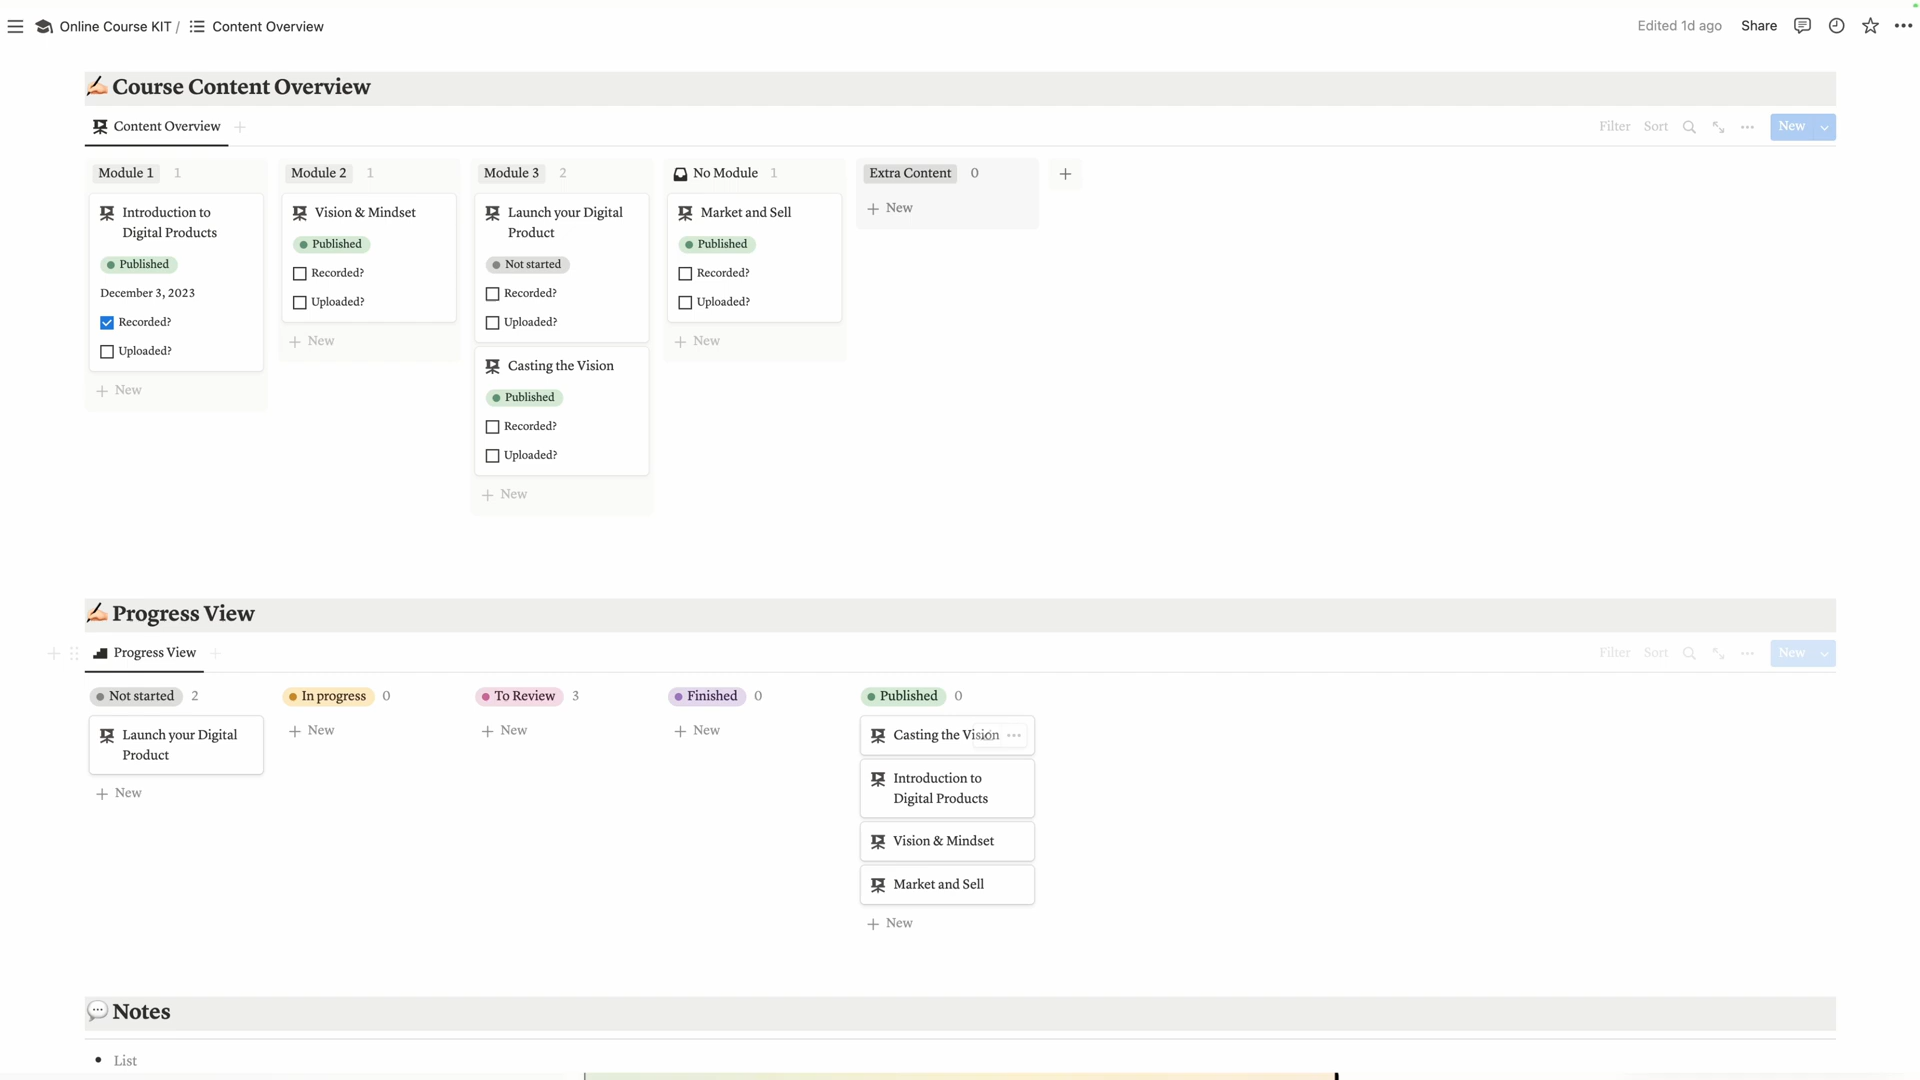 Online Course KIT / Content Overview
Edited 1d ago Share
Course Content Overview
Content Overview
Filter Sort New
Module 1 1
Introduction to
Digital Products
Published
December 3, 2023
Recorded?
Uploaded?
New
Module 2 1
Vision & Mindset
Published
Recorded?
Uploaded?
New
Module 3 2
Launch your Digital
Product
Not started
Recorded?
Uploaded?
Casting the Vision
Published
Recorded?
Uploaded?
New
No Module 1
Market and Sell
Published
Recorded?
Uploaded?
New
Extra Content 0
New
Progress View
Progress View
Filter Sort New
Not started 2
Launch your Digital
Product
New
In progress 0
New
To Review 3
New
Finished 0
New
Published 0
Casting the Vision
Introduction to
Digital Products
Vision & Mindset
Market and Sell
New
Notes
List